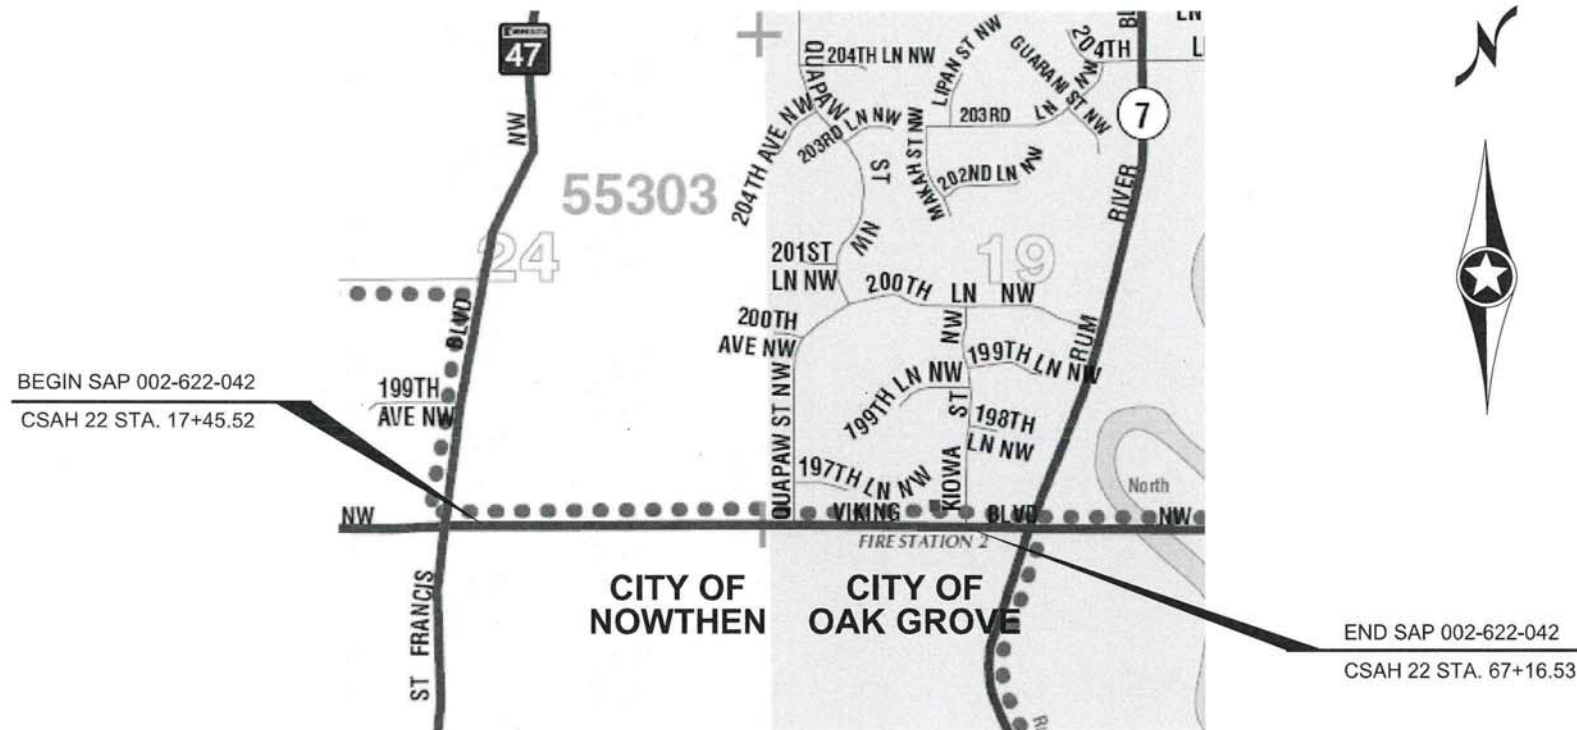 47
NW
55303
24
BLVD
199TH
AVE NW
BEGIN SAP 002-622-042
CSAH 22 STA. 17+45.52
NW
ST FRANCIS
CITY OF
NOWTHEN
QUAPAW
ST
NW
204TH LN NW
204TH AVE NW
203RD LN NW
LIPAN ST NW
GUARANI ST NW
204TH
LN
L
BL
203RD LN NW
MAKAH ST NW
202ND LN NW
7
RIVER
RUM
19
201ST
LN NW
200TH LN NW
200TH
AVE NW
QUAPAW ST NW
199TH LN NW
199TH LN NW
198TH
LN NW
197TH LN NW
KIOWA
ST
NW
VIKING BLVD NW
FIRE STATION 2
North
CITY OF
OAK GROVE
END SAP 002-622-042
CSAH 22 STA. 67+16.53
N